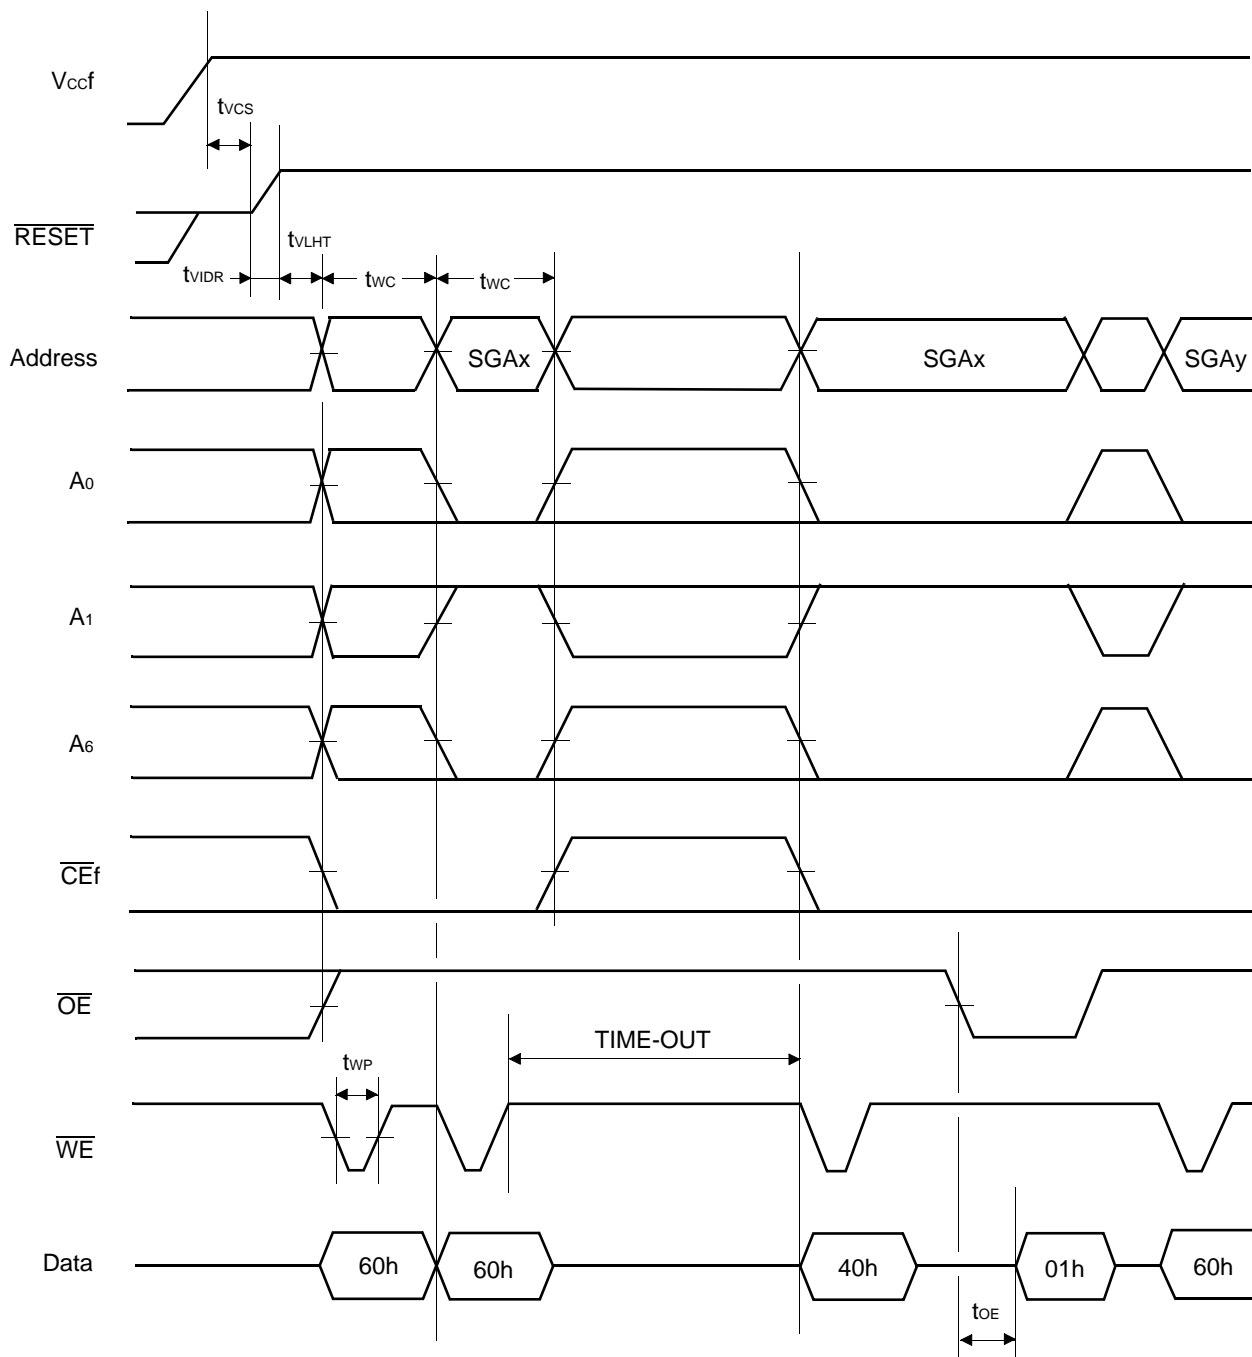 Vccf
tVCS
RESET
tVLHT
tVIDR
tWC
tWC
Address
SGAx
SGAx
SGAy
A0
A1
A6
CEf
OE
TIME-OUT
tWP
WE
Data
60h
60h
40h
01h
60h
tOE